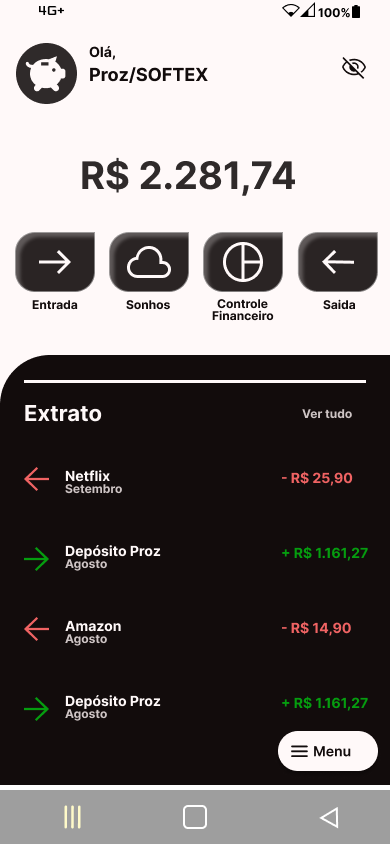 4G+
100%
Olá,
Proz/SOFTEX
R$ 2.281,74
Entrada
Sonhos
Controle
Financeiro
Saida
Extrato
Ver tudo
Netflix
- R$ 25,90
Setembro
Depósito Proz
+ R$ 1.161,27
Agosto
Amazon
- R$ 14,90
Agosto
Depósito Proz
+ R$ 1.161,27
Agosto
Menu